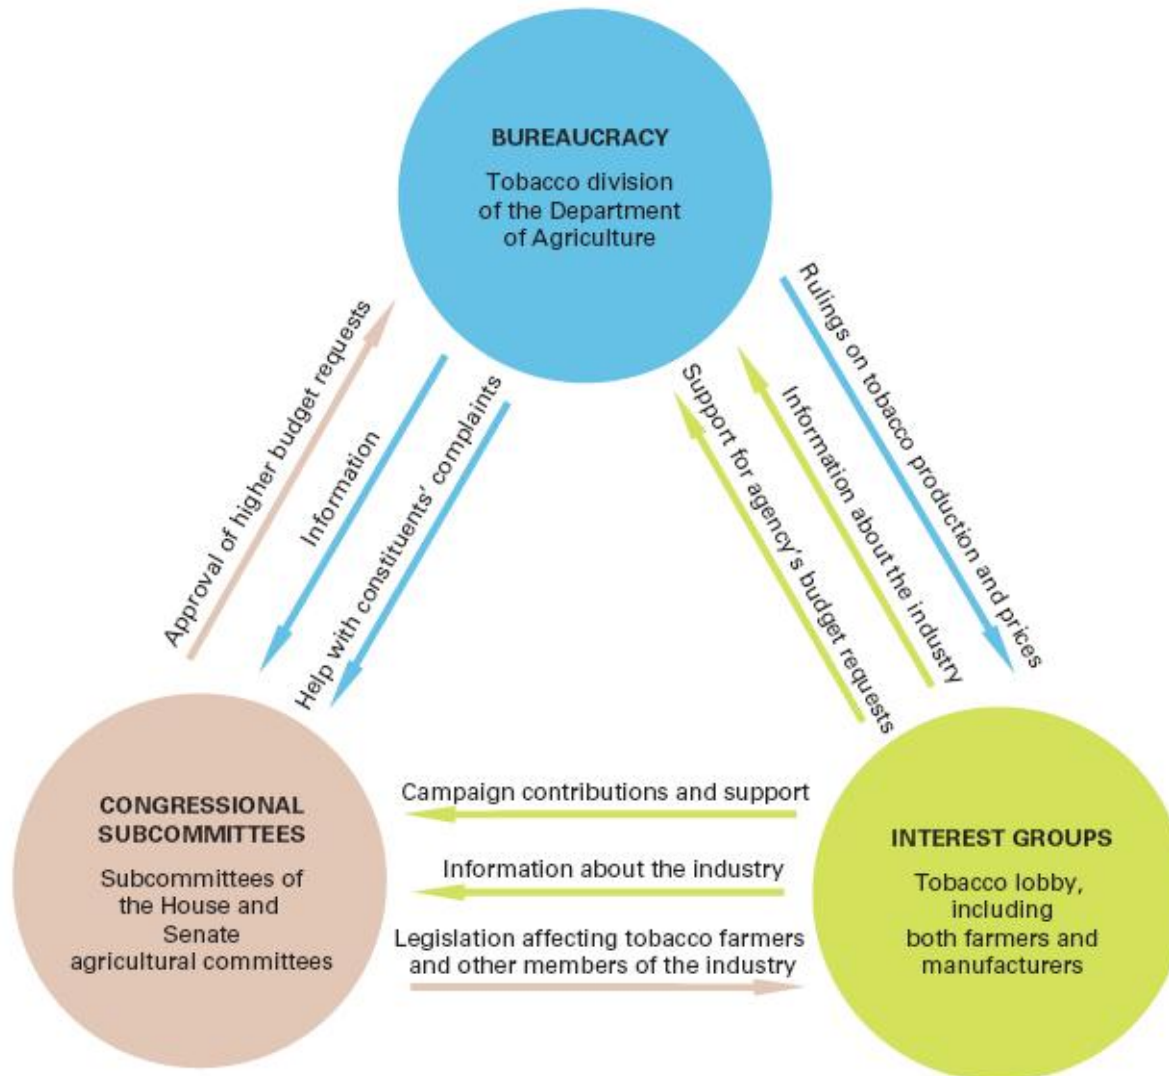 BUREAUCRACY
Tobacco division
of the Department
of Agriculture
Approval of higher budget requests
Information
Help with constituents’ complaints
Support for agency’s budget requests
Information about the industry
Rulings on tobacco production and prices
CONGRESSIONAL
SUBCOMMITTEES
Subcommittees of
the House and
Senate
agricultural committees
Campaign contributions and support
Information about the industry
Legislation affecting tobacco farmers
and other members of the industry
INTEREST GROUPS
Tobacco lobby,
including
both farmers and
manufacturers